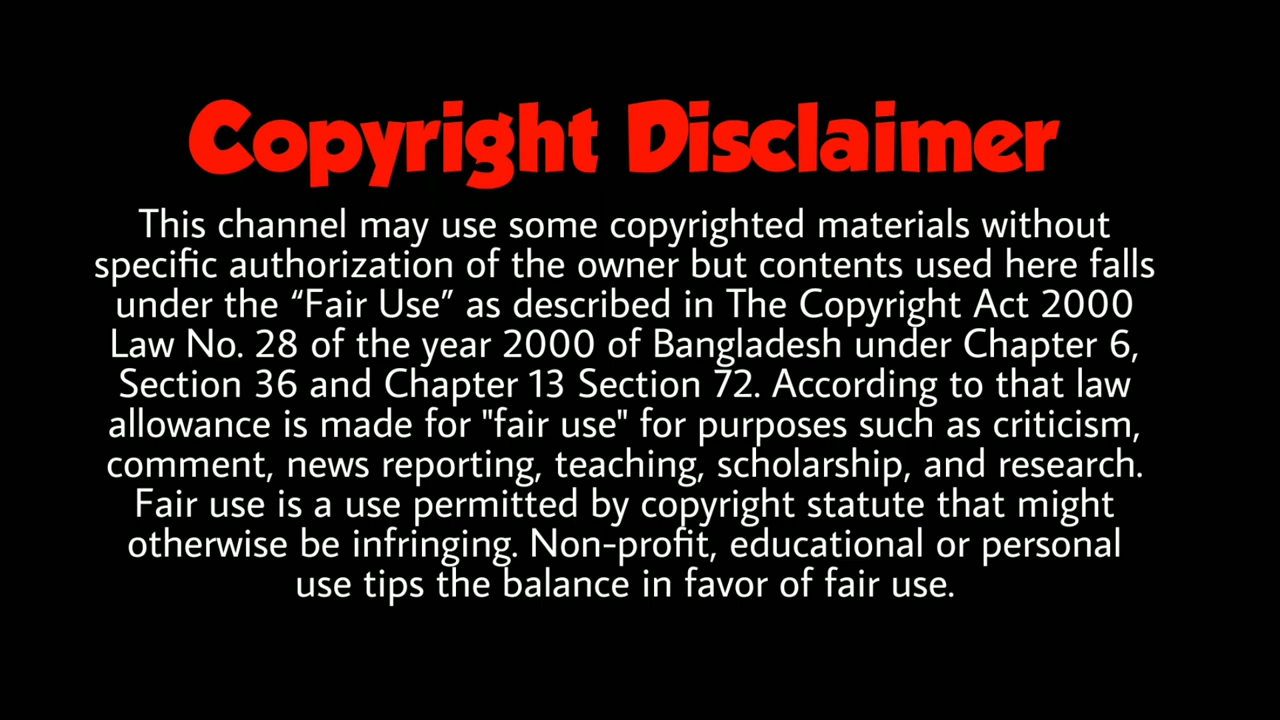 Copyright Disclaimer
This channel may use some copyrighted materials without
specific authorization of the owner but contents used here falls
under the “Fair Use” as described in The Copyright Act 2000
Law No. 28 of the year 2000 of Bangladesh under Chapter 6,
Section 36 and Chapter 13 Section 72. According to that law
allowance is made for "fair use" for purposes such as criticism,
comment, news reporting, teaching, scholarship, and research.
Fair use is a use permitted by copyright statute that might
otherwise be infringing. Non-profit, educational or personal
use tips the balance in favor of fair use.